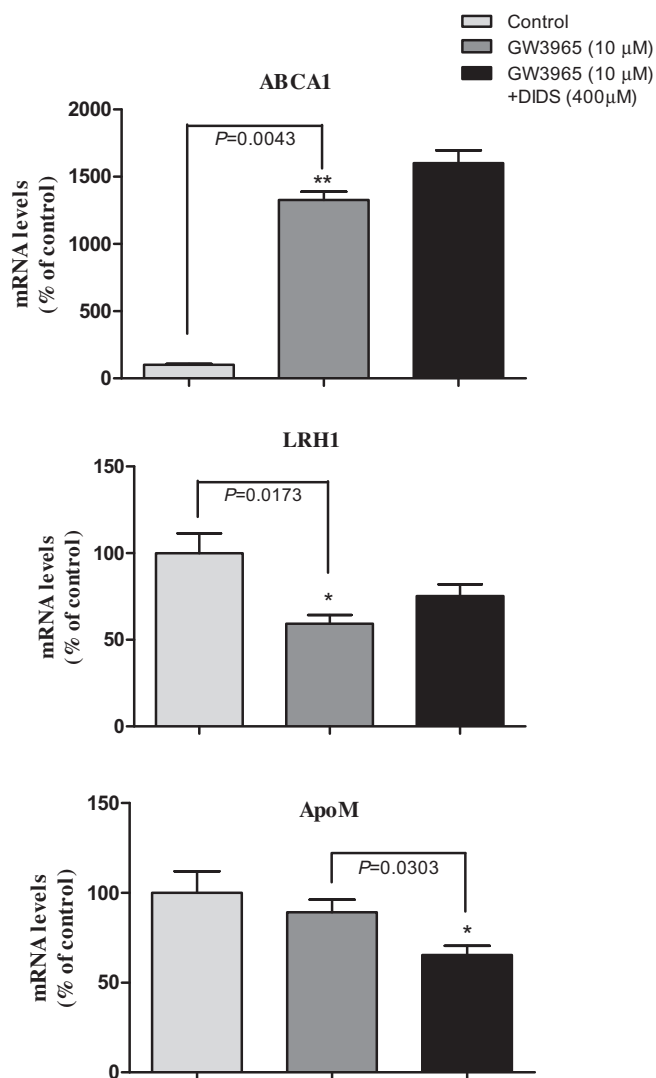 Control
GW3965 (10 μM)
GW3965 (10 μM)
+DIDS (400μM)
ABCA1
P=0.0043
**
mRNA levels
(% of control)
2000
1500
1000
500
0
LRH1
P=0.0173
*
mRNA levels
(% of control)
150
100
50
0
ApoM
P=0.0303
*
mRNA levels
(% of control)
150
100
50
0